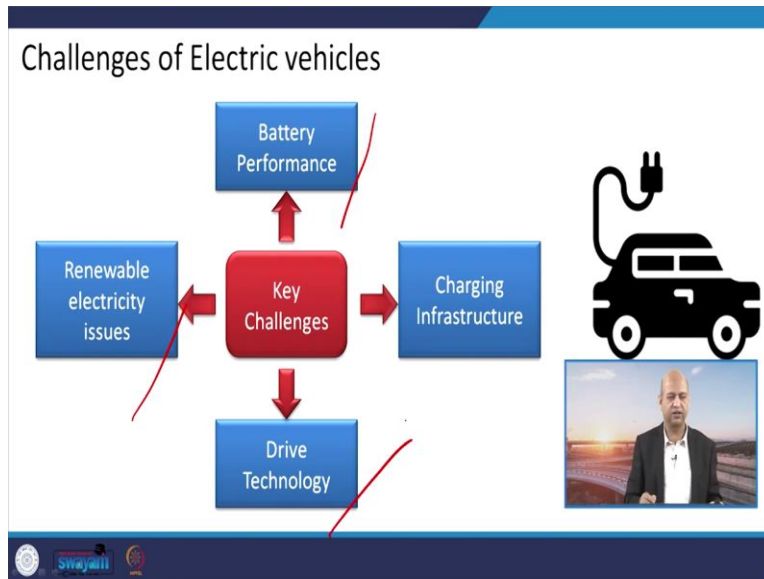 Challenges of Electric vehicles
Battery
Performance
Renewable
electricity
issues
Key
Challenges
Charging
Infrastructure
Drive
Technology
swayam